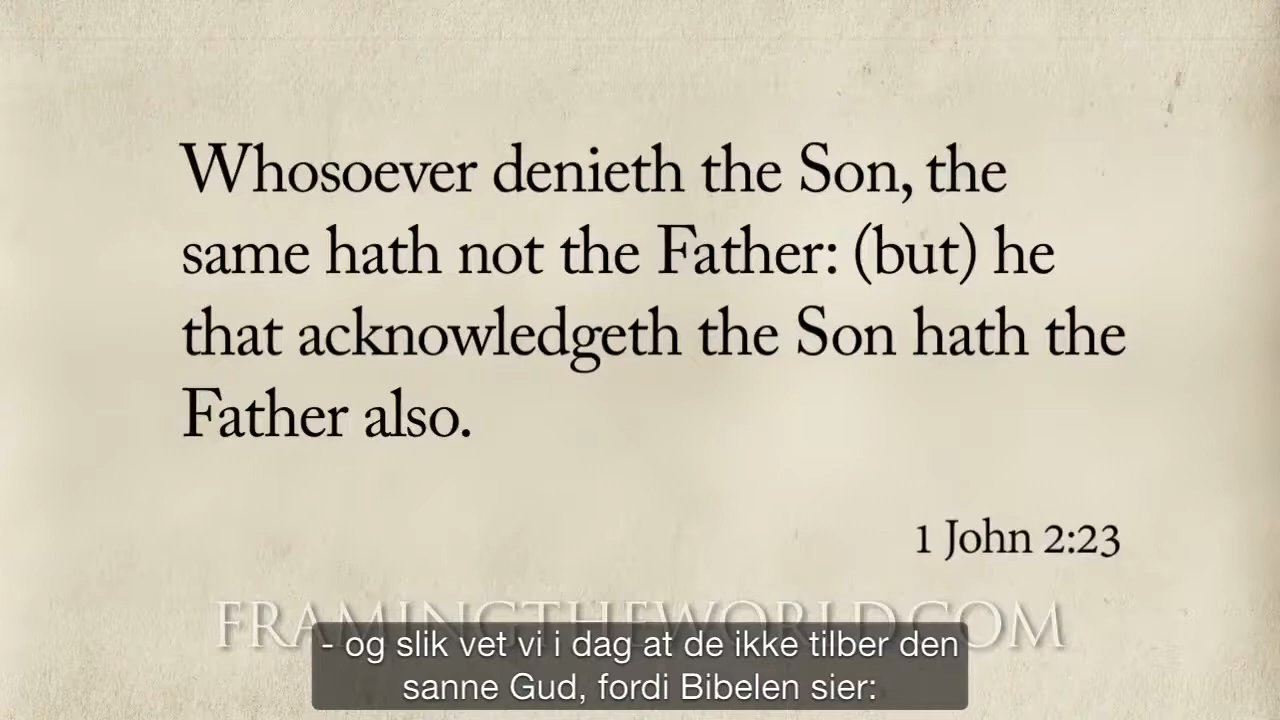 Whosoever denieth the Son, the
same hath not the Father: (but) he
that acknowledgeth the Son hath the
Father also.
1 John 2:23
FRAMINGTHEWORLD.COM
- og slik vet vi i dag at de ikke tilber den
sanne Gud, fordi Bibelen sier: